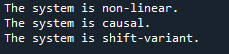 The system is non-linear.
The system is causal.
The system is shift-variant.